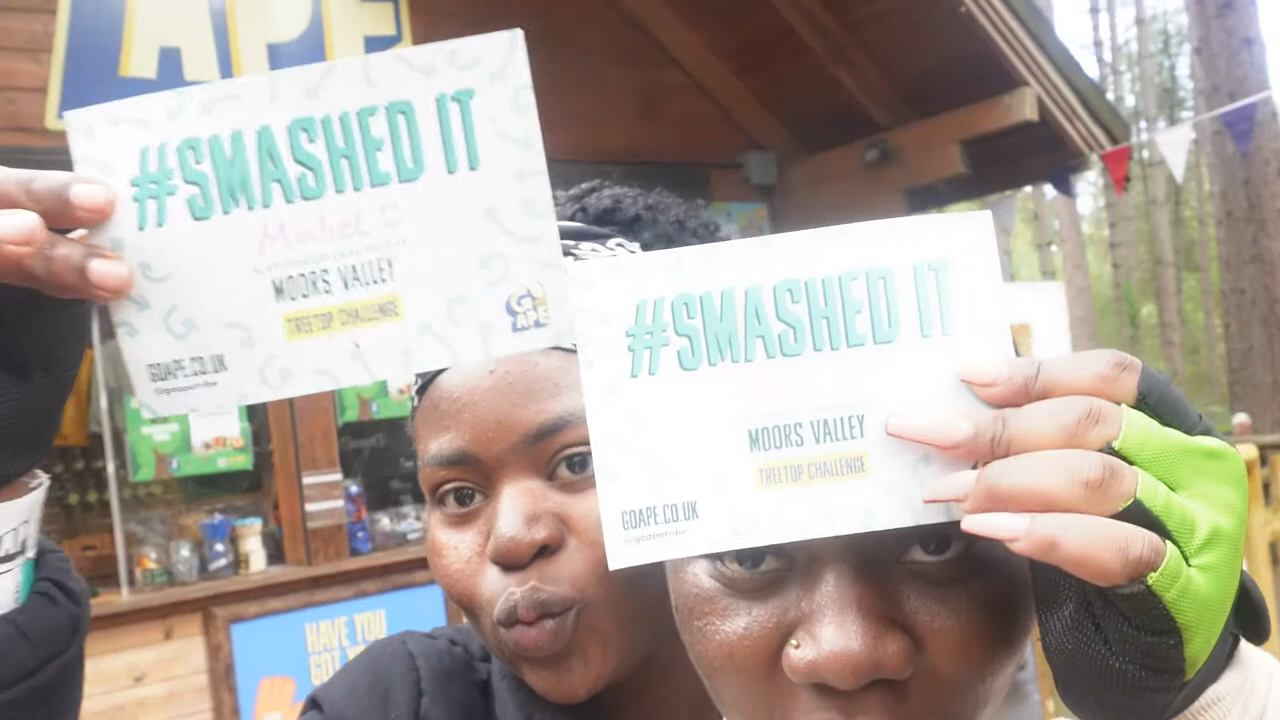 APE
#SMASHED IT
Mabel
MOORS VALLEY
TREETOP CHALLENGE
GOAPE.CO.UK
@goapetribe
GO
APE
#SMASHED IT
MOORS VALLEY
TREETOP CHALLENGE
GOAPE.CO.UK
@goapetribe
HAVE YOU